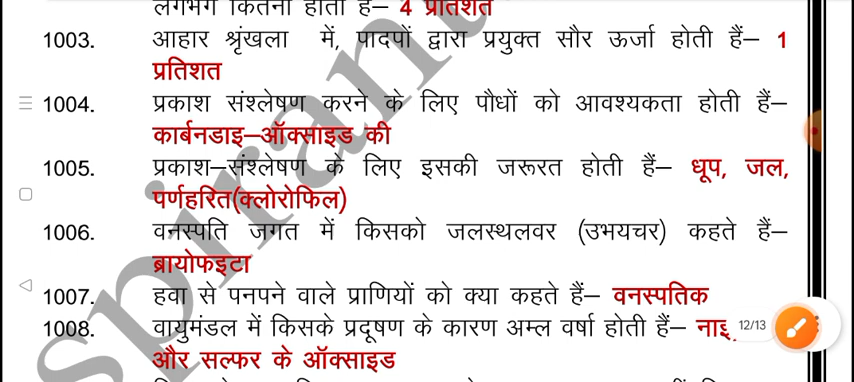 लगभग कितनी होती है– 4 प्रतिशत
1003. आहार श्रृंखला में, पादपों द्वारा प्रयुक्त सौर ऊर्जा होती हैं– 1
प्रतिशत
1004. प्रकाश संश्लेषण करने के लिए पौधों को आवश्यकता होती हैं–
कार्बनडाइ–ऑक्साइड की
1005. प्रकाश–संश्लेषण के लिए इसकी जरूरत होती हैं– धूप, जल,
पर्णहरित(क्लोरोफिल)
1006. वनस्पति जगत में किसको जलस्थलवर (उभयचर) कहते हैं–
ब्रायोफइटा
1007. हवा से पनपने वाले प्राणियों को क्या कहते हैं– वनस्पतिक
1008. वायुमंडल में किसके प्रदूषण के कारण अम्ल वर्षा होती हैं–
12/13
और सल्फर के ऑक्साइड